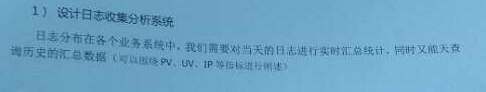 1) 设计日志收集分析系统
日志分布在各个业务系统中，我们需要对当天的日志进行实时汇总统计，同时又能天查
询历史的汇总数据（可以围绕 PV、UV、IP 等指标进行阐述）